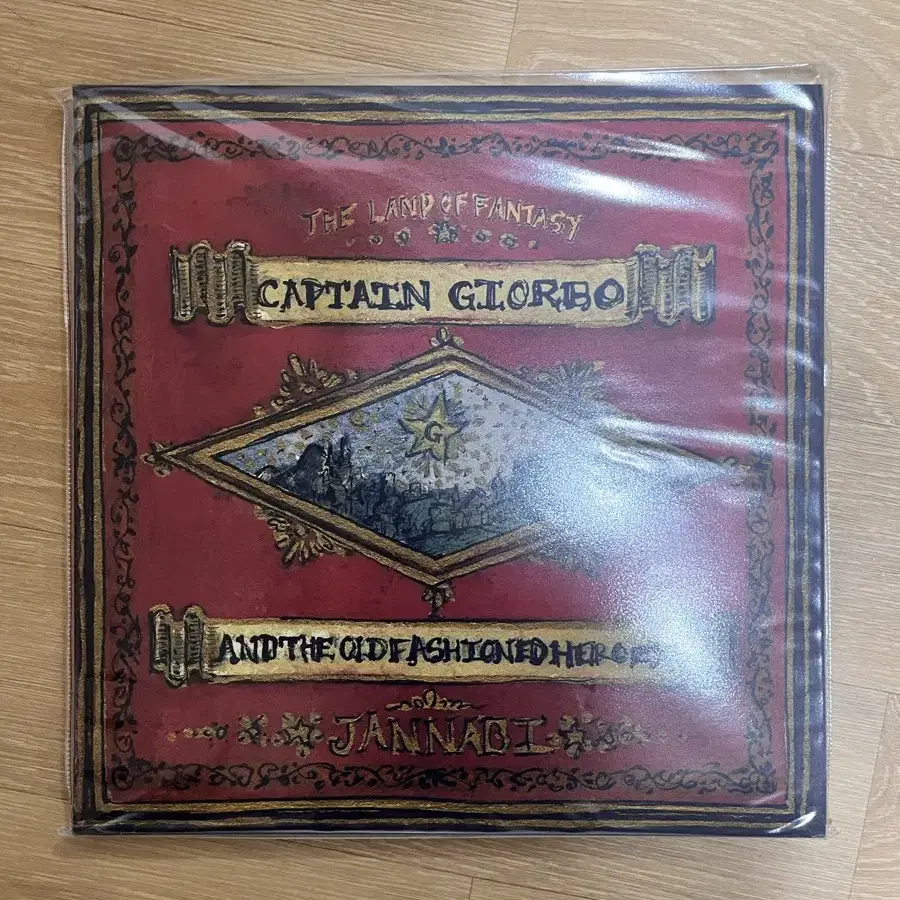 THE LAND OF FANTASY
CAPTAIN GIORBO
G
AND THE OLD FASHIONED HEROES
JANNABI